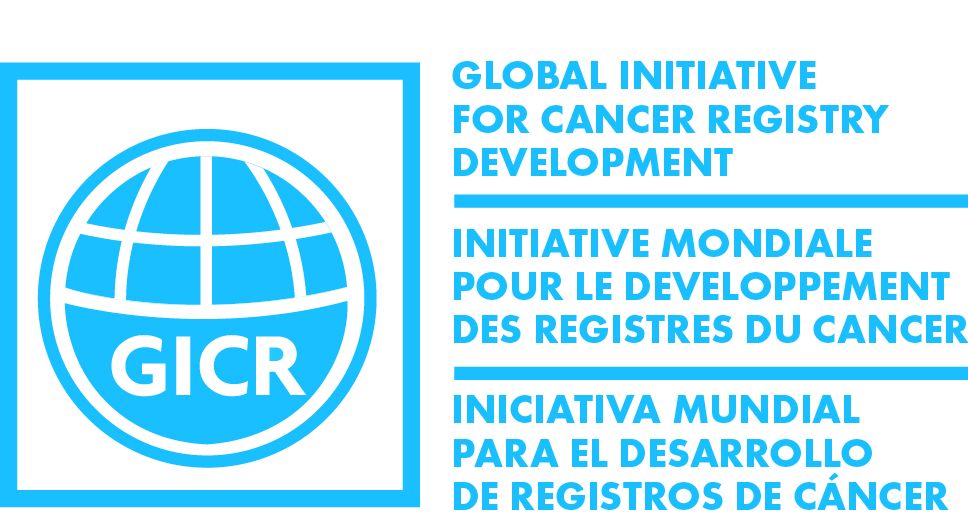 GICR
GLOBAL INITIATIVE
FOR CANCER REGISTRY
DEVELOPMENT
INITIATIVE MONDIALE
POUR LE DEVELOPPEMENT
DES REGISTRES DU CANCER
INICIATIVA MUNDIAL
PARA EL DESARROLLO
DE REGISTROS DE CÁNCER